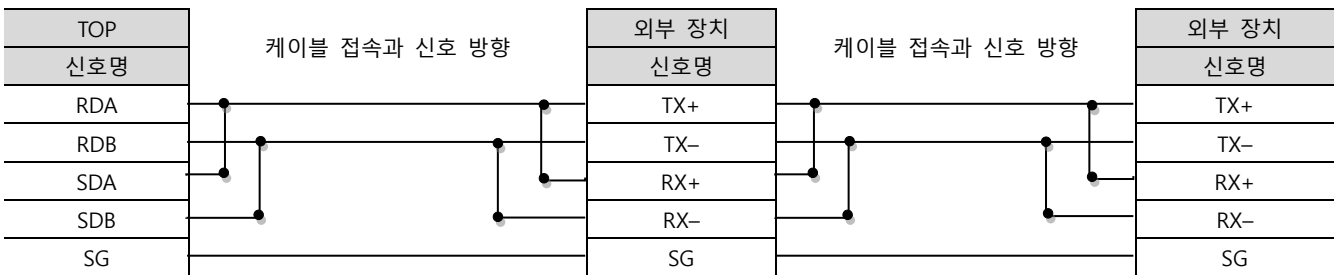 TOP 케이블 접속과 신호 방향 외부 장치 케이블 접속과 신호 방향 외부 장치
신호명 신호명 신호명
RDA TX+ TX+
RDB TX– TX–
SDA RX+ RX+
SDB RX– RX–
SG SG SG